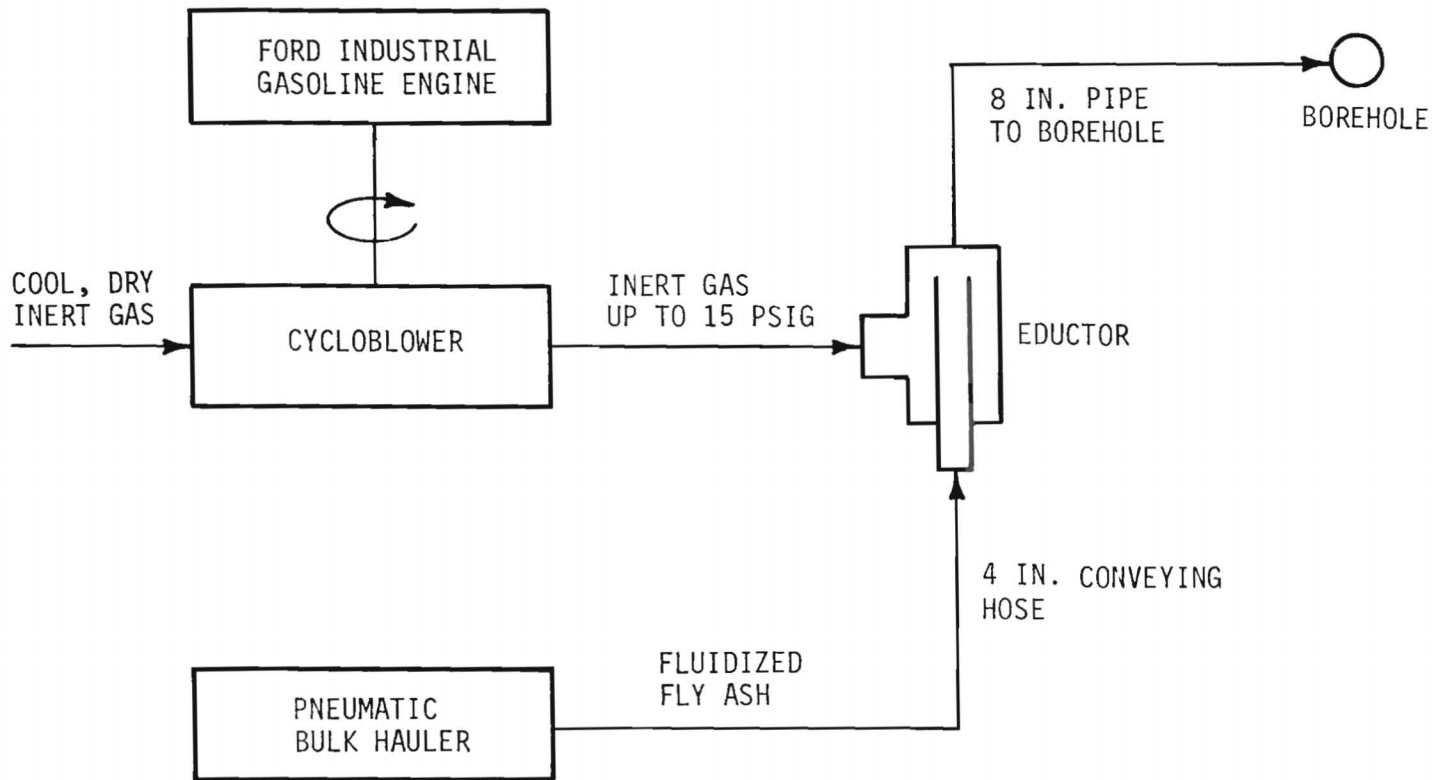 FORD INDUSTRIAL
GASOLINE ENGINE
8 IN. PIPE
TO BOREHOLE
BOREHOLE
COOL, DRY
INERT GAS
CYCLOBLOWER
INERT GAS
UP TO 15 PSIG
EDUCTOR
4 IN. CONVEYING
HOSE
FLUIDIZED
FLY ASH
PNEUMATIC
BULK HAULER